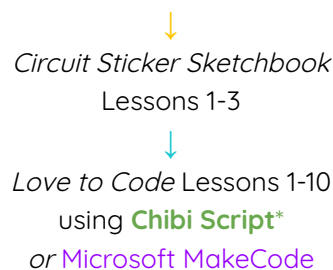 ↓
Circuit Sticker Sketchbook
Lessons 1-3
↓
Love to Code Lessons 1-10
using Chibi Script*
or Microsoft MakeCode